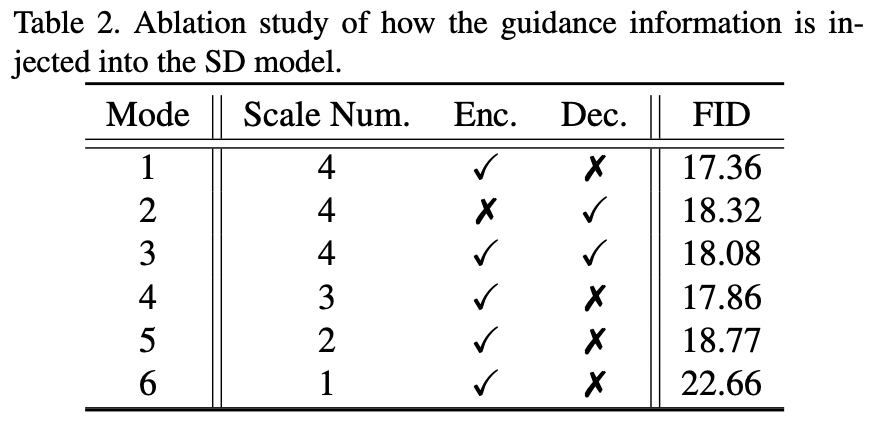 Table 2. Ablation study of how the guidance information is in-
jected into the SD model.
Mode Scale Num. Enc. Dec. FID
1 4 ✓ ✗ 17.36
2 4 ✗ ✓ 18.32
3 4 ✓ ✓ 18.08
4 3 ✓ ✗ 17.86
5 2 ✓ ✗ 18.77
6 1 ✓ ✗ 22.66